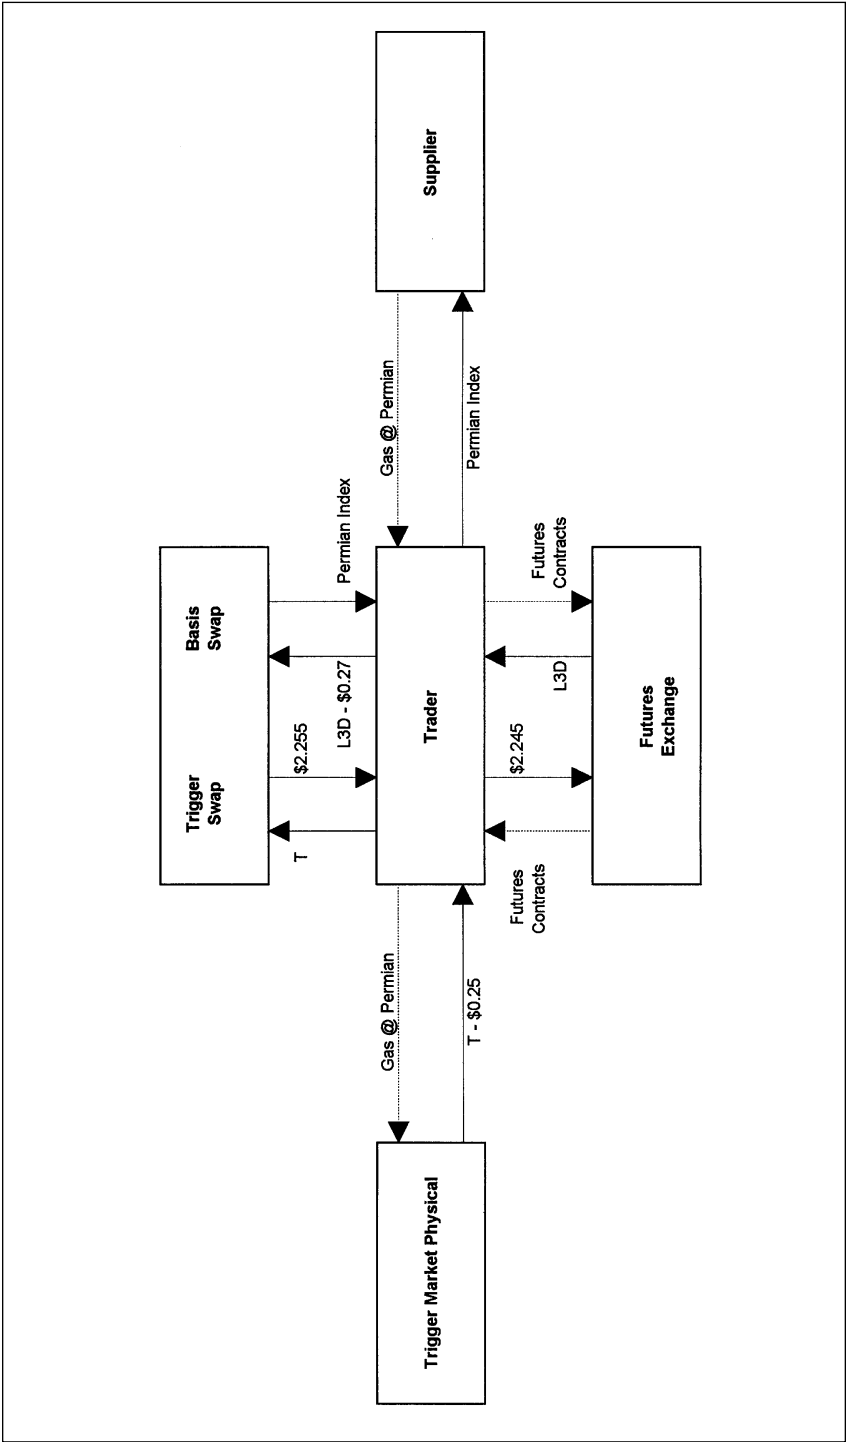 Trigger
Swap
Basis
Swap
T
$2.255
L3D - $0.27
Permian Index
Gas @ Permian
Gas @ Permian
Trigger Market Physical
Trader
Supplier
T - $0.25
Permian Index
Futures
Contracts
$2.245
L3D
Futures
Contracts
Futures
Exchange